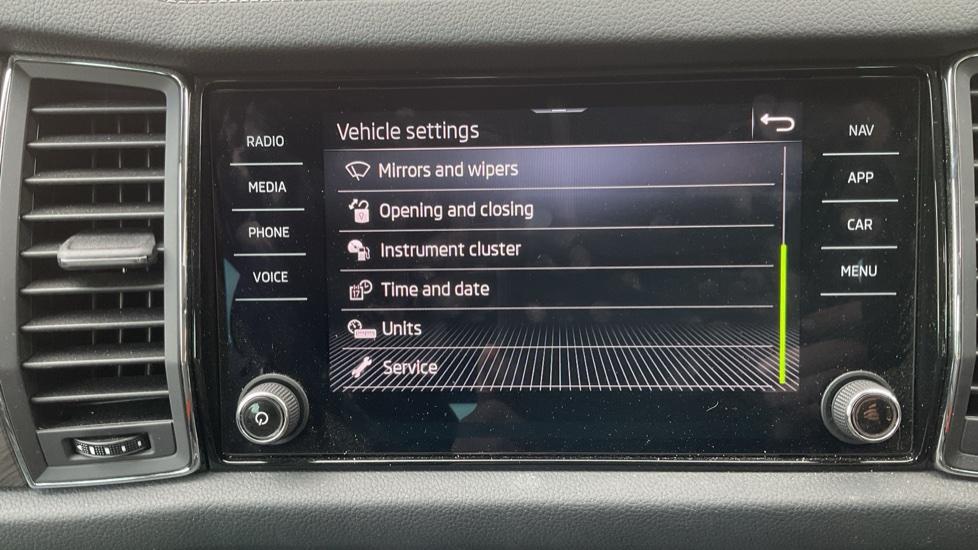 Vehicle settings
RADIO
MEDIA
PHONE
VOICE
Mirrors and wipers
Opening and closing
Instrument cluster
17
Time and date
Units
Service
NAV
APP
CAR
MENU